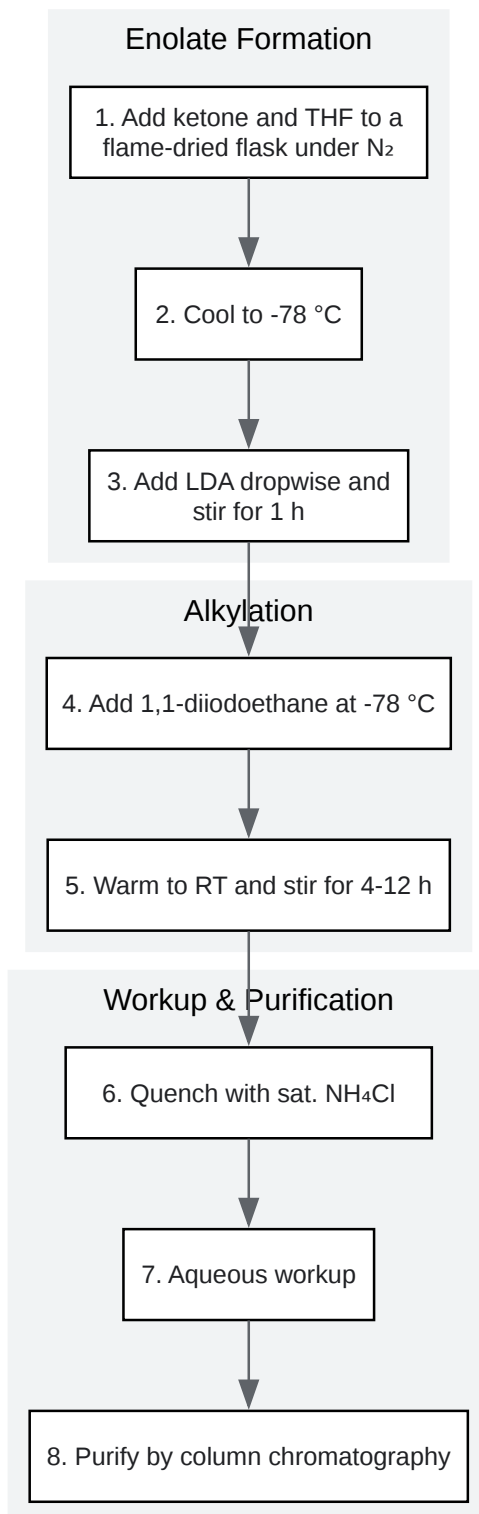 Enolate Formation
1. Add ketone and THF to a
flame-dried flask under N₂
2. Cool to -78 °C
3. Add LDA dropwise and
stir for 1 h
Alkylation
4. Add 1,1-diiodoethane at -78 °C
5. Warm to RT and stir for 4-12 h
Workup & Purification
6. Quench with sat. NH₄Cl
7. Aqueous workup
8. Purify by column chromatography